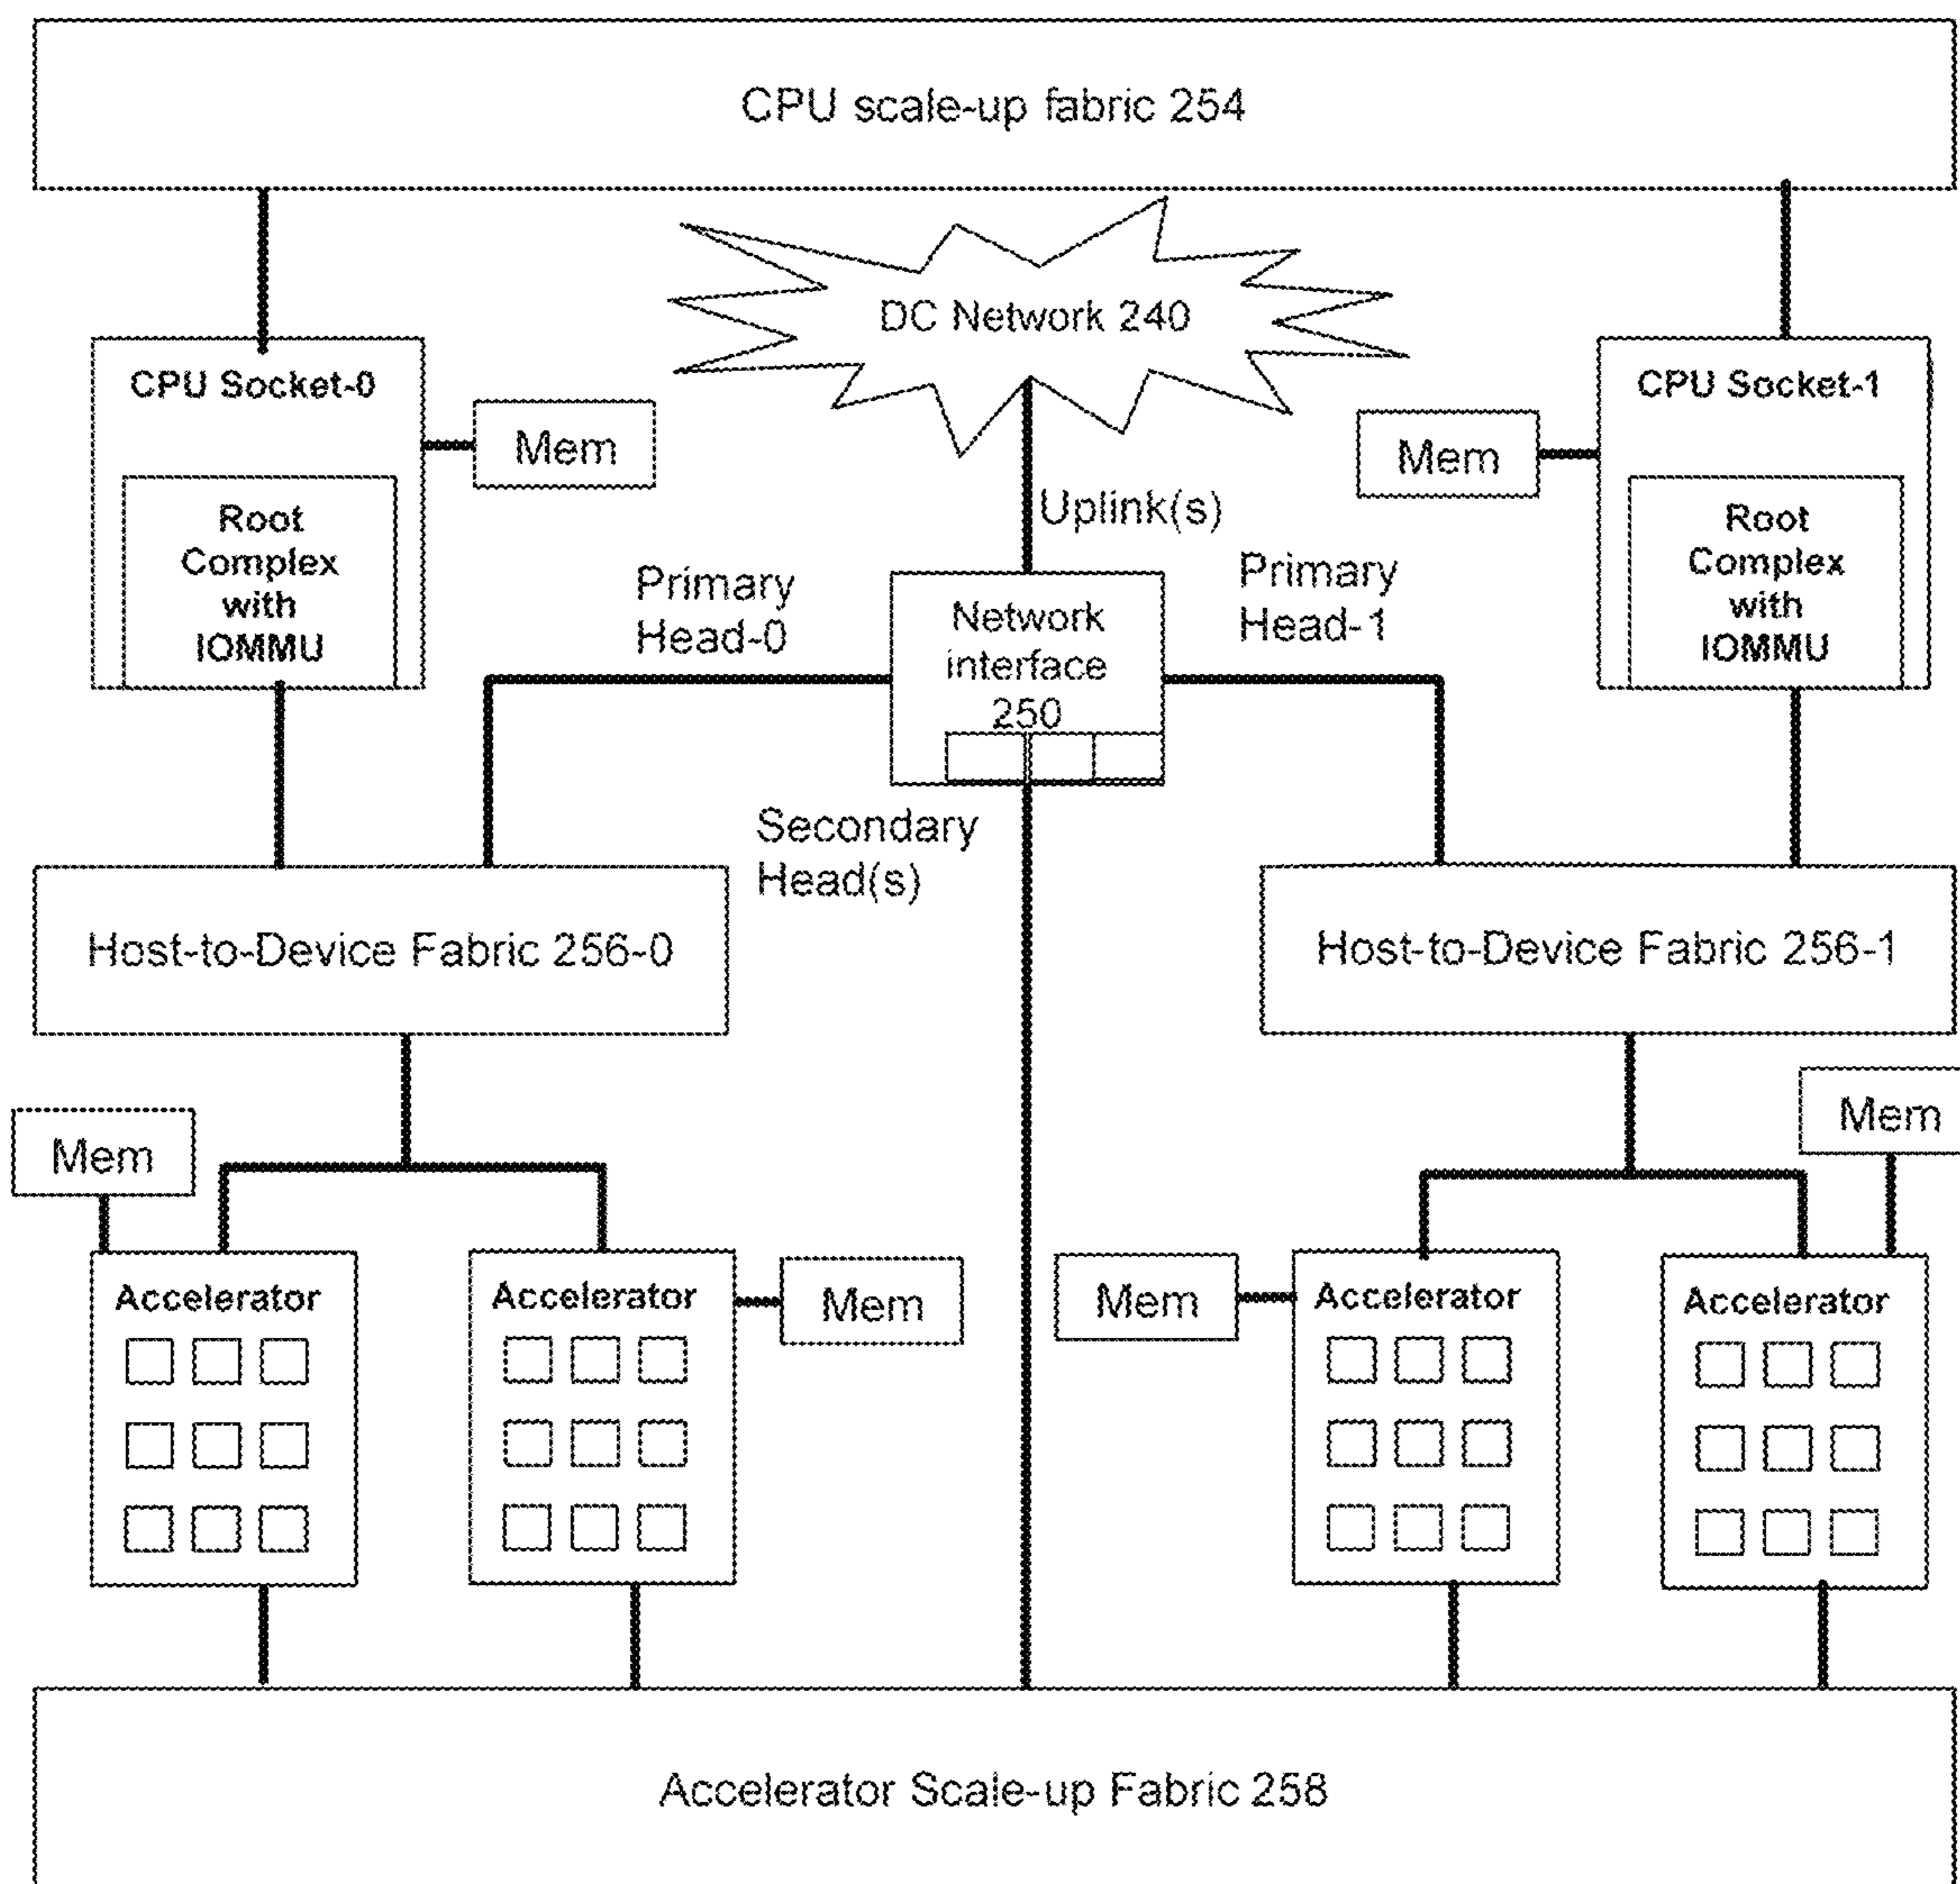 CPU scale-up fabric 254
DC Network 240
CPU Socket-0
Mem
Root
Complex
with
IOMMU
CPU Socket-1
Mem
Root
Complex
with
IOMMU
Uplink(s)
Primary
Head-0
Network
interface
250
Primary
Head-1
Secondary
Head(s)
Host-to-Device Fabric 256-0
Host-to-Device Fabric 256-1
Mem
Mem
Accelerator
Accelerator
Mem
Mem
Accelerator
Accelerator
Accelerator Scale-up Fabric 258